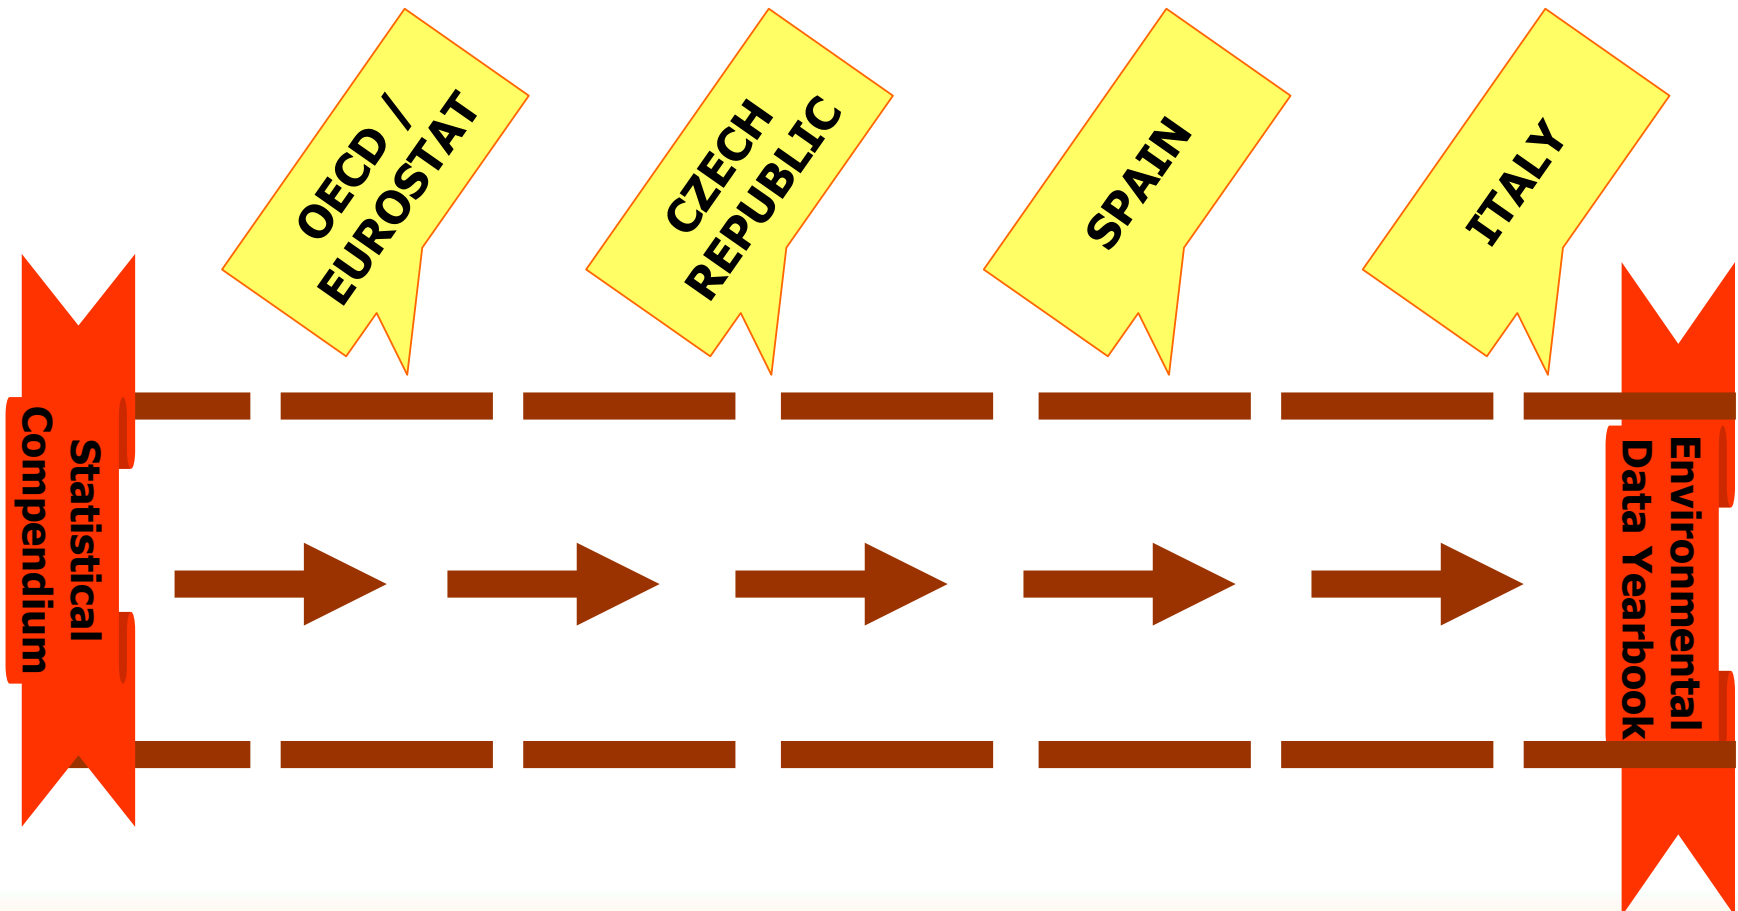 OECD /
EUROSTAT
CZECH
REPUBLIC
SPAIN
ITALY
Statistical
Compendium
Environmental
Data Yearbook